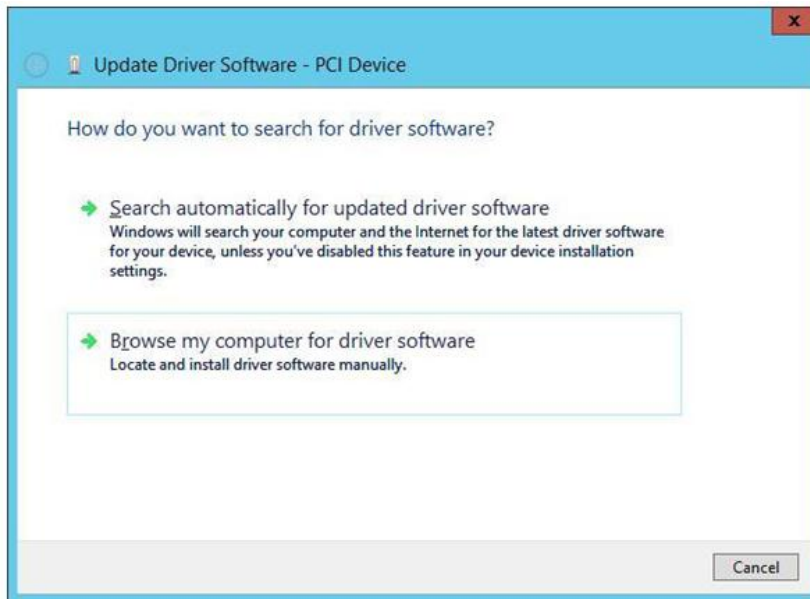 x
Update Driver Software - PCI Device
How do you want to search for driver software?
Search automatically for updated driver software
Windows will search your computer and the Internet for the latest driver software
for your device, unless you've disabled this feature in your device installation
settings.
Browse my computer for driver software
Locate and install driver software manually.
Cancel